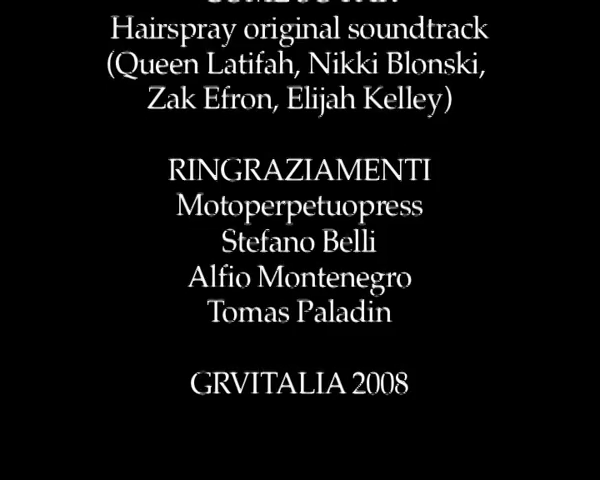 Hairspray original soundtrack
(Queen Latifah, Nikki Blonski,
Zak Efron, Elijah Kelley)
RINGRAZIAMENTI
Motoperpetuopress
Stefano Belli
Alfio Montenegro
Tomas Paladin
GRVITALIA 2008